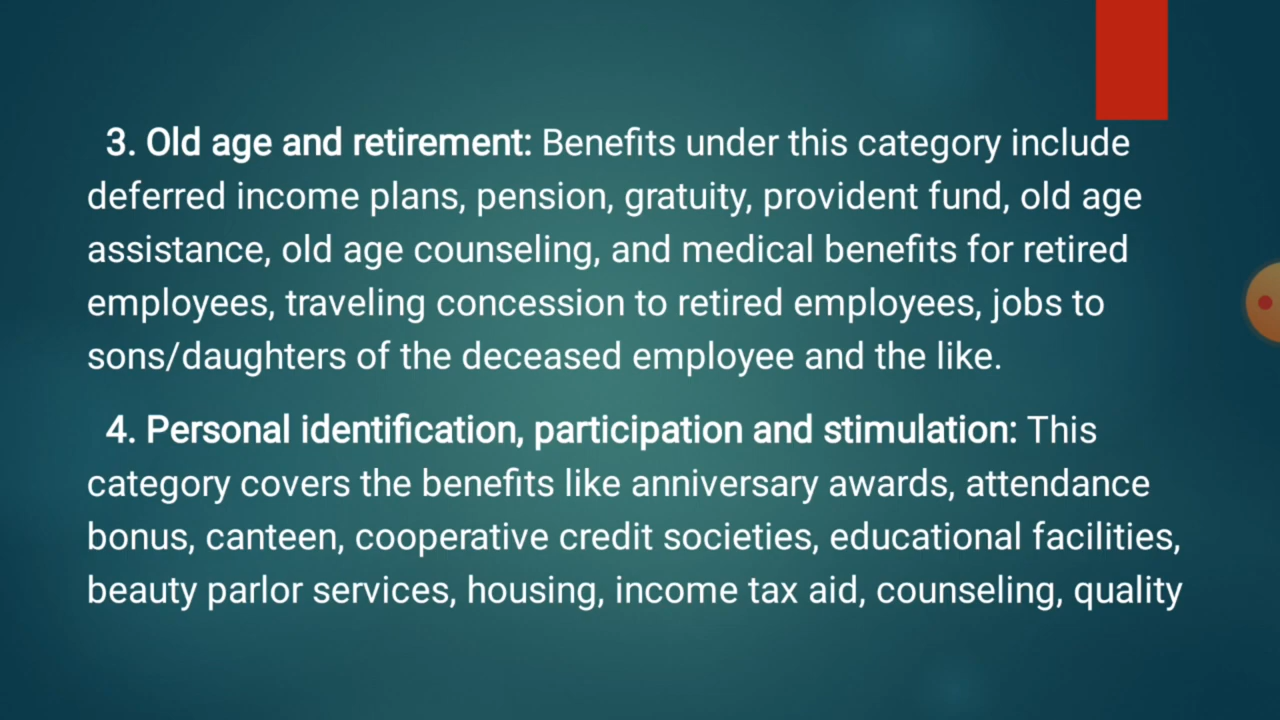 3. Old age and retirement: Benefits under this category include
deferred income plans, pension, gratuity, provident fund, old age
assistance, old age counseling, and medical benefits for retired
employees, traveling concession to retired employees, jobs to
sons/daughters of the deceased employee and the like.
4. Personal identification, participation and stimulation: This
category covers the benefits like anniversary awards, attendance
bonus, canteen, cooperative credit societies, educational facilities,
beauty parlor services, housing, income tax aid, counseling, quality